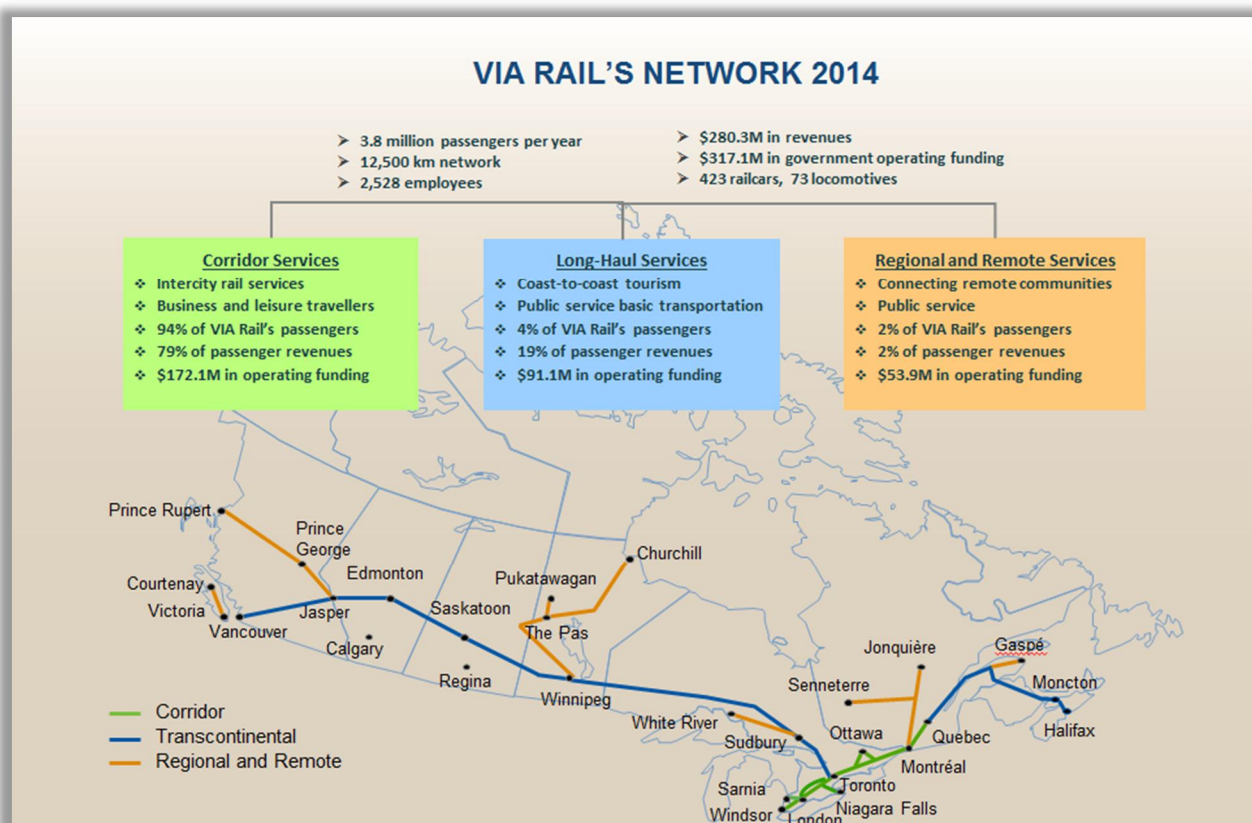 VIA RAIL'S NETWORK 2014
➢ 3.8 million passengers per year
➢ 12,500 km network
➢ 2,528 employees
➢ $280.3M in revenues
➢ $317.1M in government operating funding
➢ 423 railcars, 73 locomotives
Corridor Services
❖ Intercity rail services
❖ Business and leisure travellers
❖ 94% of VIA Rail's passengers
❖ 79% of passenger revenues
❖ $172.1M in operating funding
Long-Haul Services
❖ Coast-to-coast tourism
❖ Public service basic transportation
❖ 4% of VIA Rail's passengers
❖ 19% of passenger revenues
❖ $91.1M in operating funding
Regional and Remote Services
❖ Connecting remote communities
❖ Public service
❖ 2% of VIA Rail's passengers
❖ 2% of passenger revenues
❖ $53.9M in operating funding
Prince Rupert
Prince
George
Churchill
Courtenay
Edmonton
Pukatawagan
Victoria
Vancouver
Jasper
Saskatoon
The Pas
Calgary
Regina
Winnipeg
Jonquière
Gaspé
Senneterre
Moncton
White River
Sudbury
Ottawa
Quebec
Halifax
Montréal
Corridor
Transcontinental
Regional and Remote
Sarnia
Toronto
Windsor
London
Niagara Falls